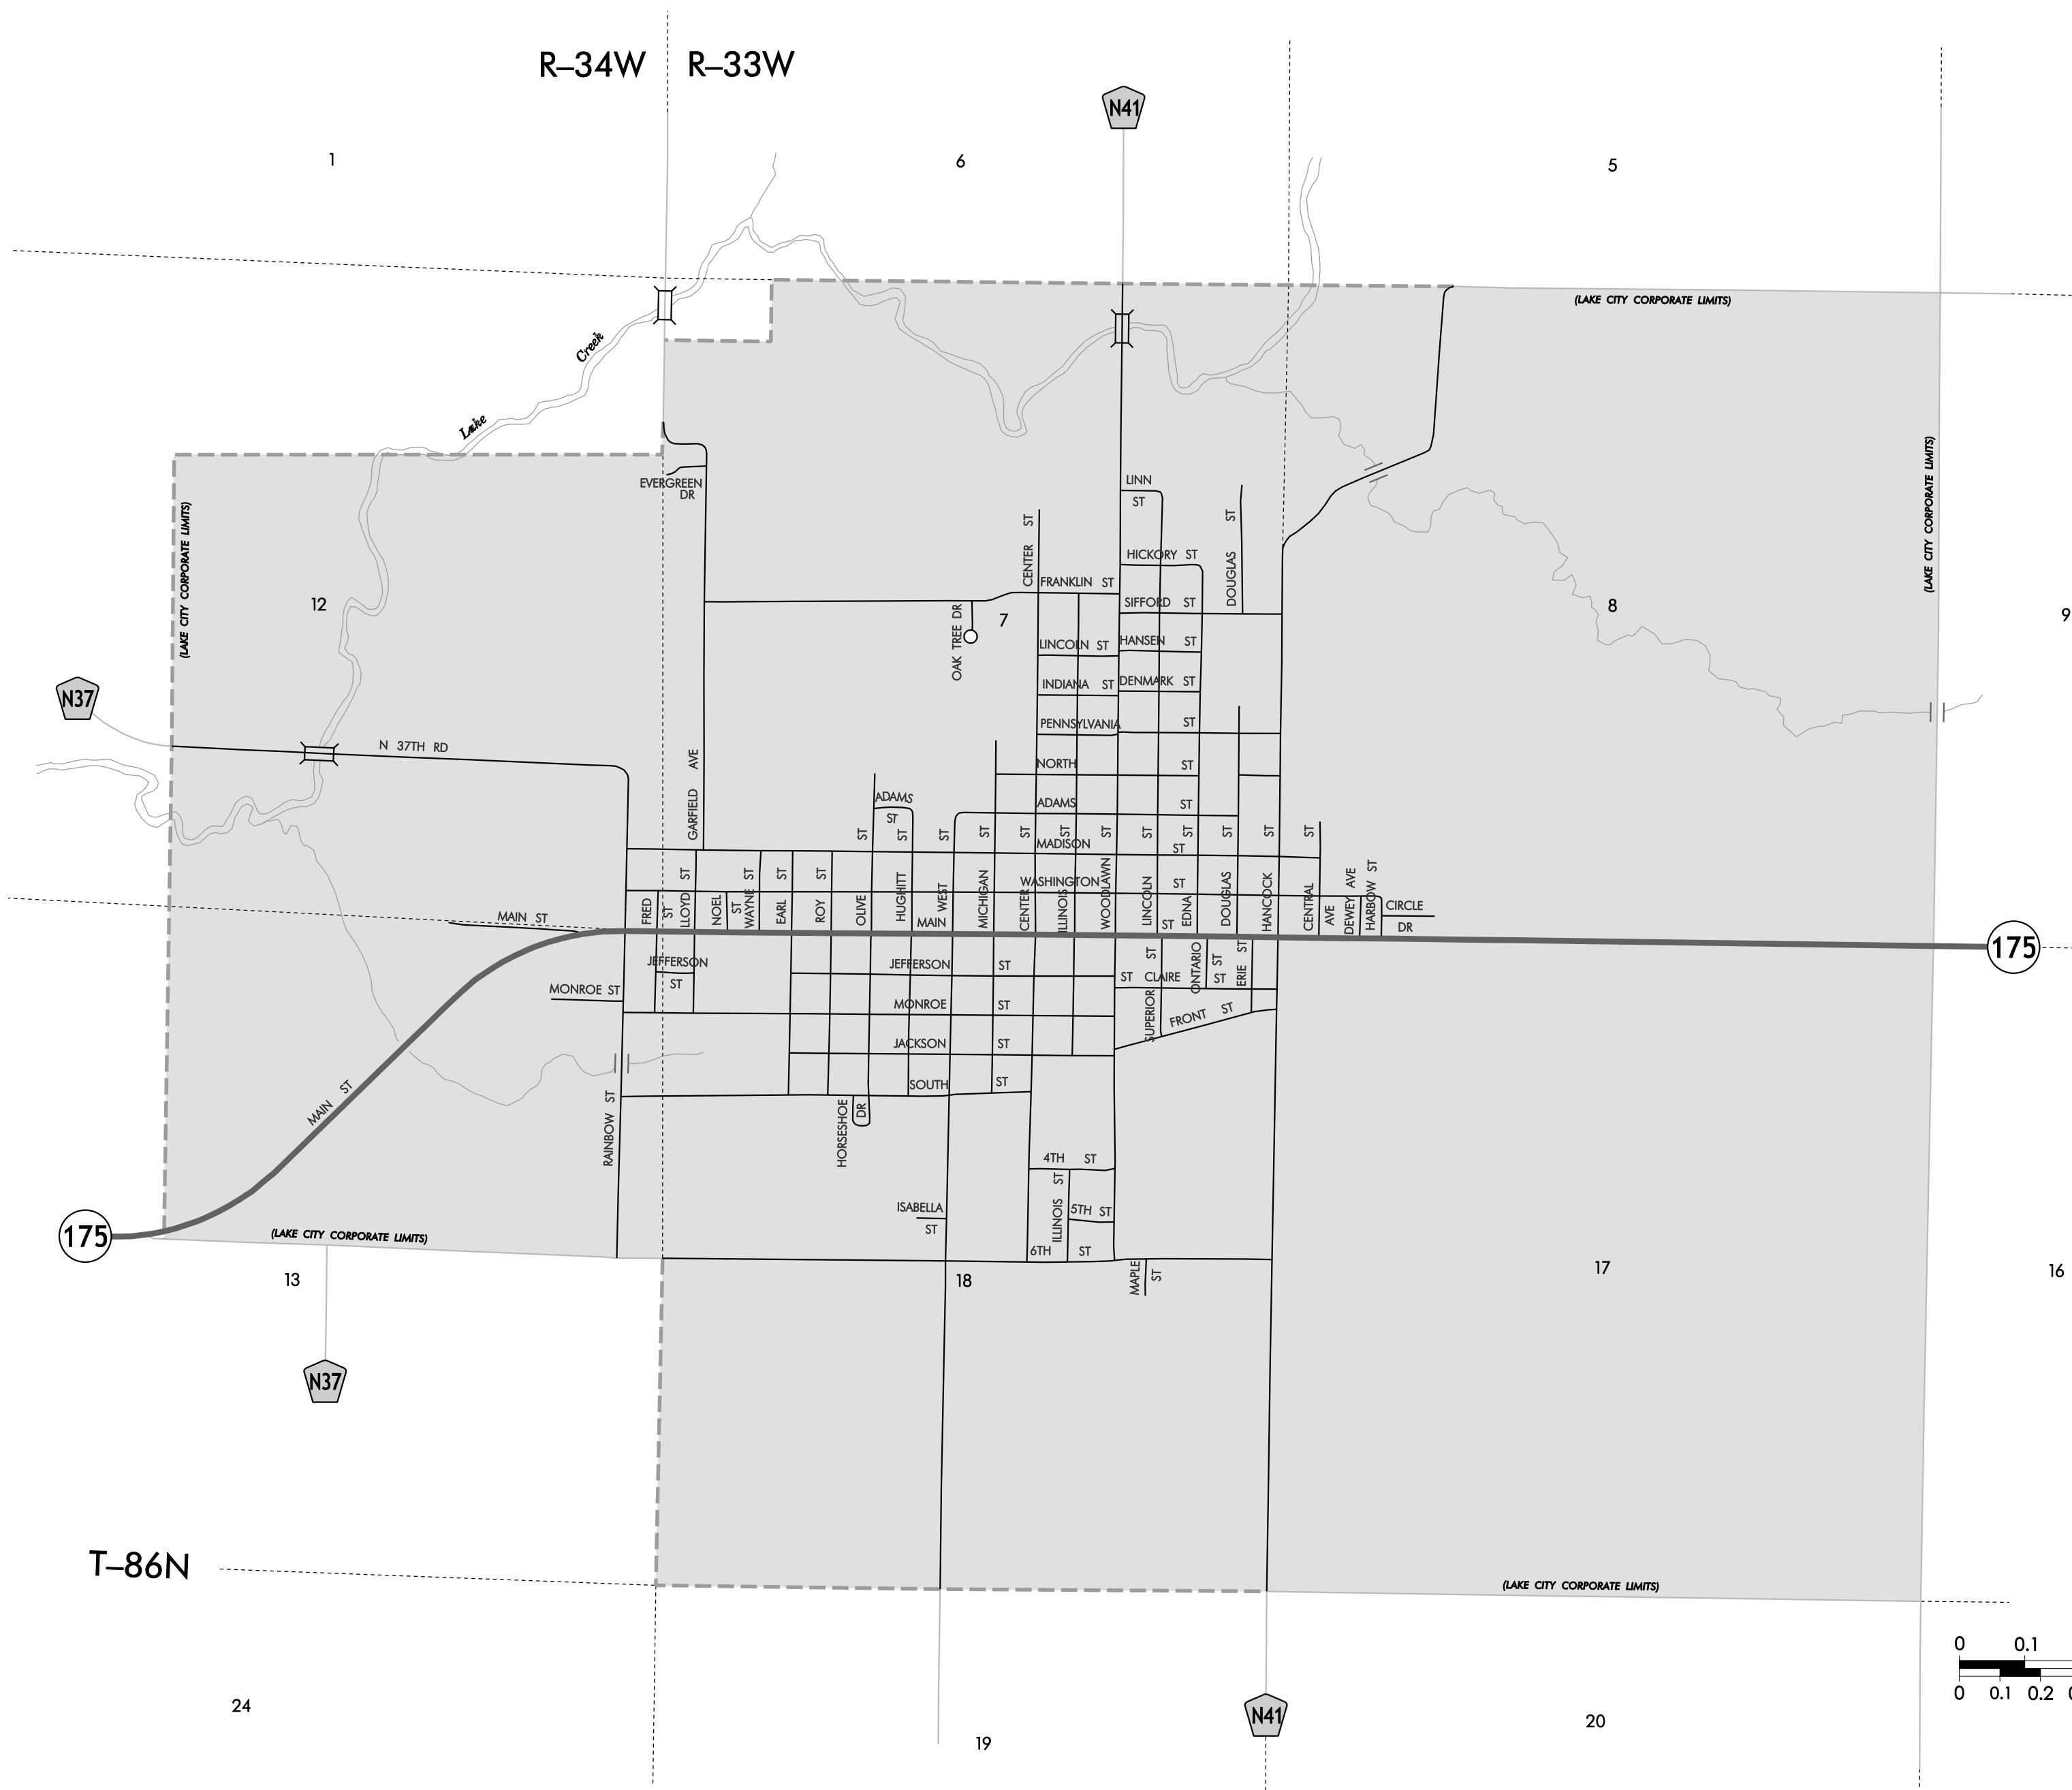 R–34W R–33W
N41
1
6
5
(LAKE CITY CORPORATE LIMITS)
Creek
Lake
(LAKE CITY CORPORATE LIMITS)
(LAKE CITY CORPORATE LIMITS)
EVERGREEN
DR
LINN
ST
CENTER ST
DOUGLAS ST
HICKORY ST
FRANKLIN ST
SIFFORD ST
12
7
8
9
OAK TREE DR
LINCOLN ST
HANSEN ST
INDIANA ST
DENMARK ST
PENNSYLVANIA ST
N37
N 37TH RD
GARFIELD AVE
NORTH ST
ADAMS
ST
ADAMS ST
MADISON ST
WASHINGTON ST
FRED ST
LLOYD ST
NOEL ST
WAYNE ST
EARL ST
ROY ST
OLIVE ST
HUGHITT ST
WEST ST
MICHIGAN ST
CENTER ST
ILLINOIS ST
WOODLAWN ST
LINCOLN ST
EDNA ST
DOUGLAS ST
HANCOCK ST
CENTRAL ST
AVE
DEWEY AVE
HARBOW ST
CIRCLE
DR
MAIN ST
MAIN ST
175
JEFFERSON
ST
JEFFERSON ST
ST CLAIRE ST
SUPERIOR ST
ONTARIO ST
ERIE ST
MONROE ST
MONROE ST
FRONT ST
JACKSON ST
SOUTH ST
MAIN ST
RAINBOW ST
HORSESHOE
DR
4TH ST
ILLINOIS ST
5TH ST
ISABELLA
ST
6TH ST
175
(LAKE CITY CORPORATE LIMITS)
13
18
MAPLE
ST
17
16
N37
T–86N
(LAKE CITY CORPORATE LIMITS)
0 0.1
0 0.1 0.2
24
19
N41
20